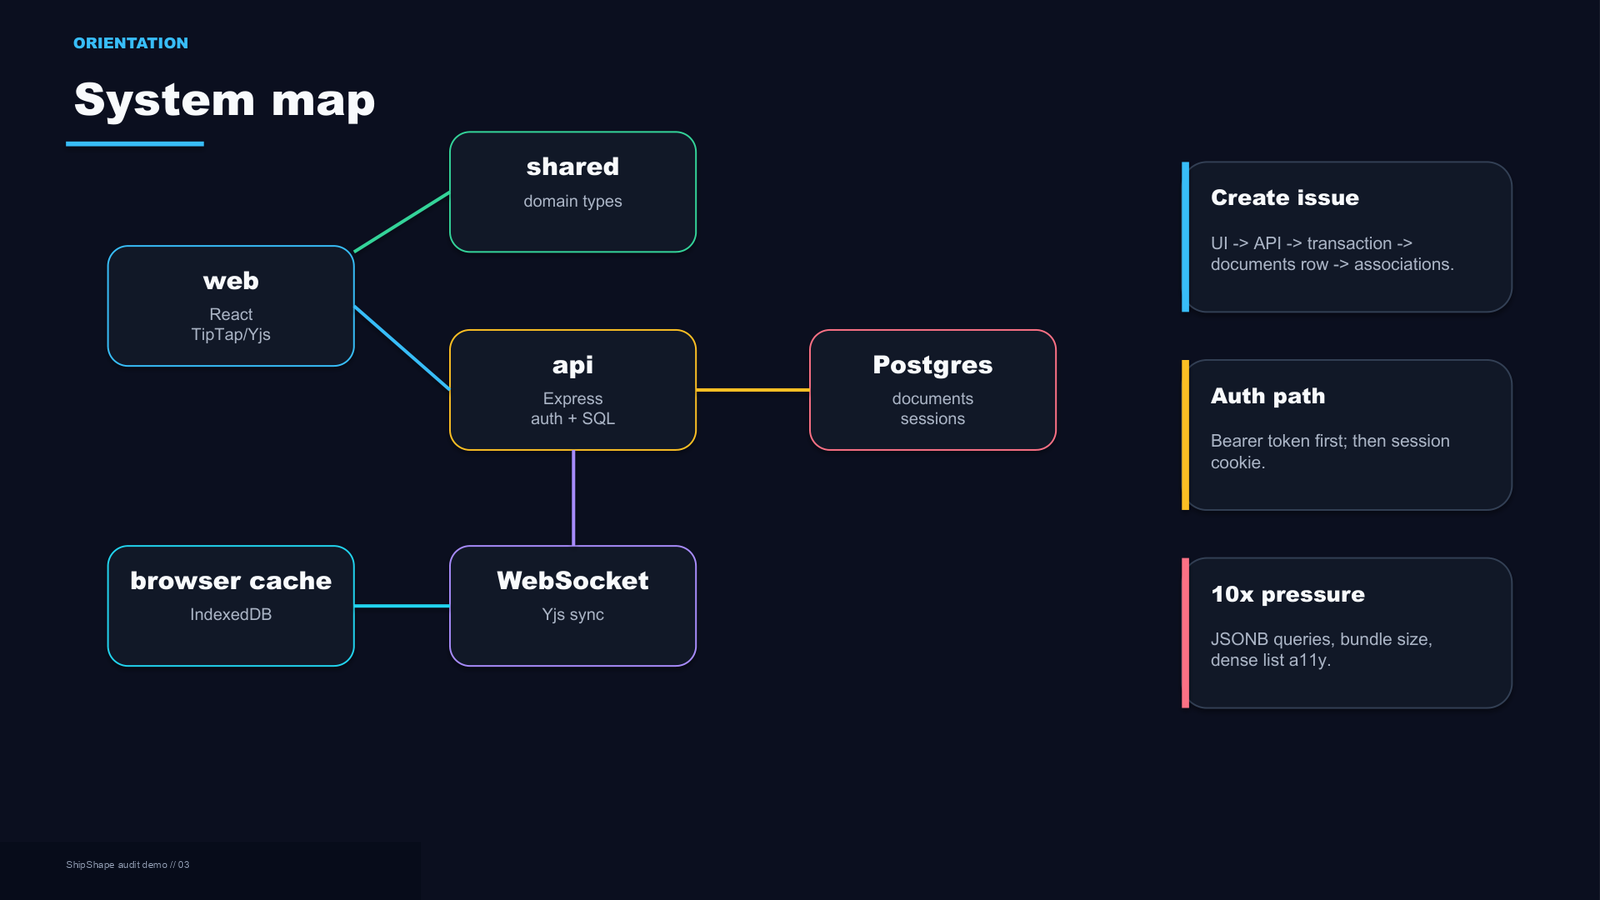 ORIENTATION
System map
shared
domain types
web
React
TipTap/Yjs
api
Express
auth + SQL
Postgres
documents
sessions
browser cache
IndexedDB
WebSocket
Yjs sync
Create issue
UI -> API -> transaction ->
documents row -> associations.
Auth path
Bearer token first; then session
cookie.
10x pressure
JSONB queries, bundle size,
dense list a11y.
ShipShape audit demo // 03